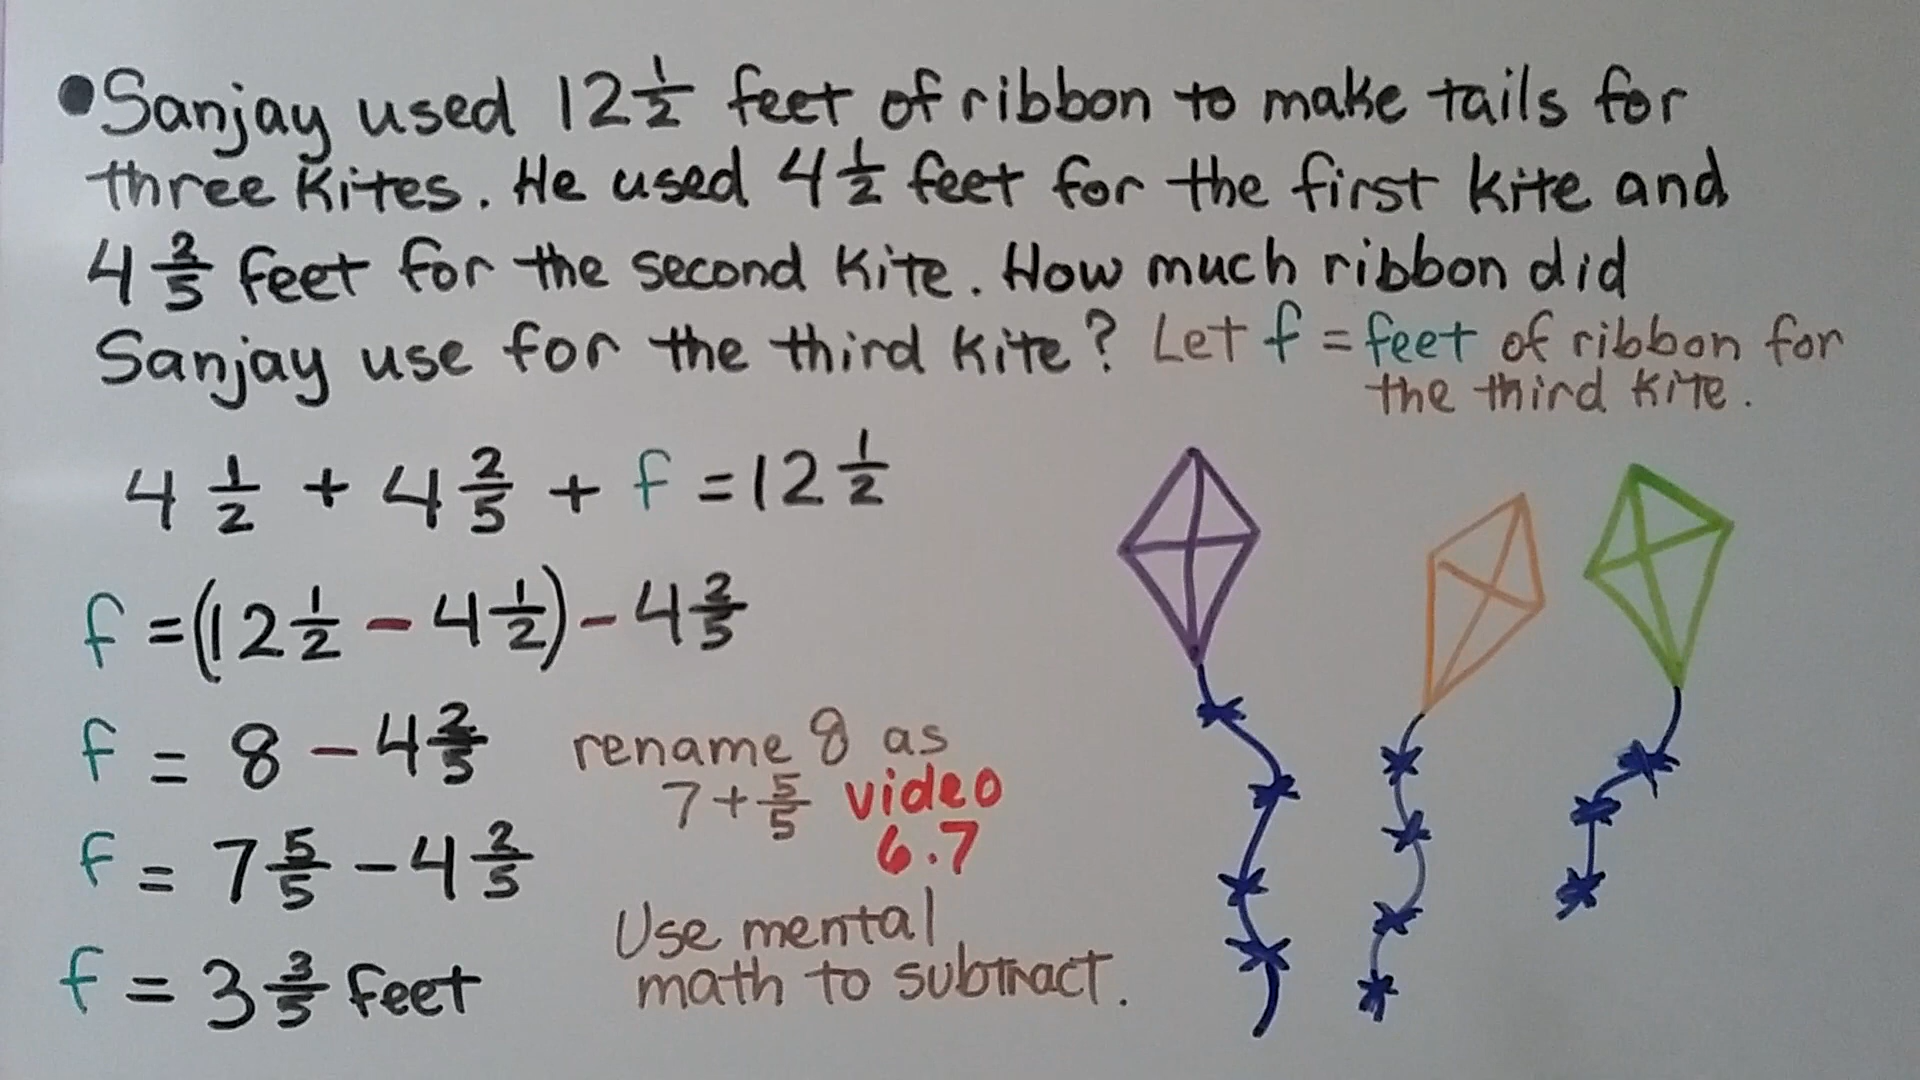 ●Sanjay used 12 1/2 feet of ribbon to make tails for
three kites. He used 4 1/2 feet for the first kite and
4 2/5 feet for the second kite. How much ribbon did
Sanjay use for the third kite? Let f = feet of ribbon for
the third kite.
4 1/2 + 4 2/5 + f = 12 1/2
f = (12 1/2 - 4 1/2) - 4 2/5
f = 8 - 4 2/5
rename 8 as
7 + 5/5 video
6.7
f = 7 5/5 - 4 2/5
Use mental
math to subtract.
f = 3 3/5 feet